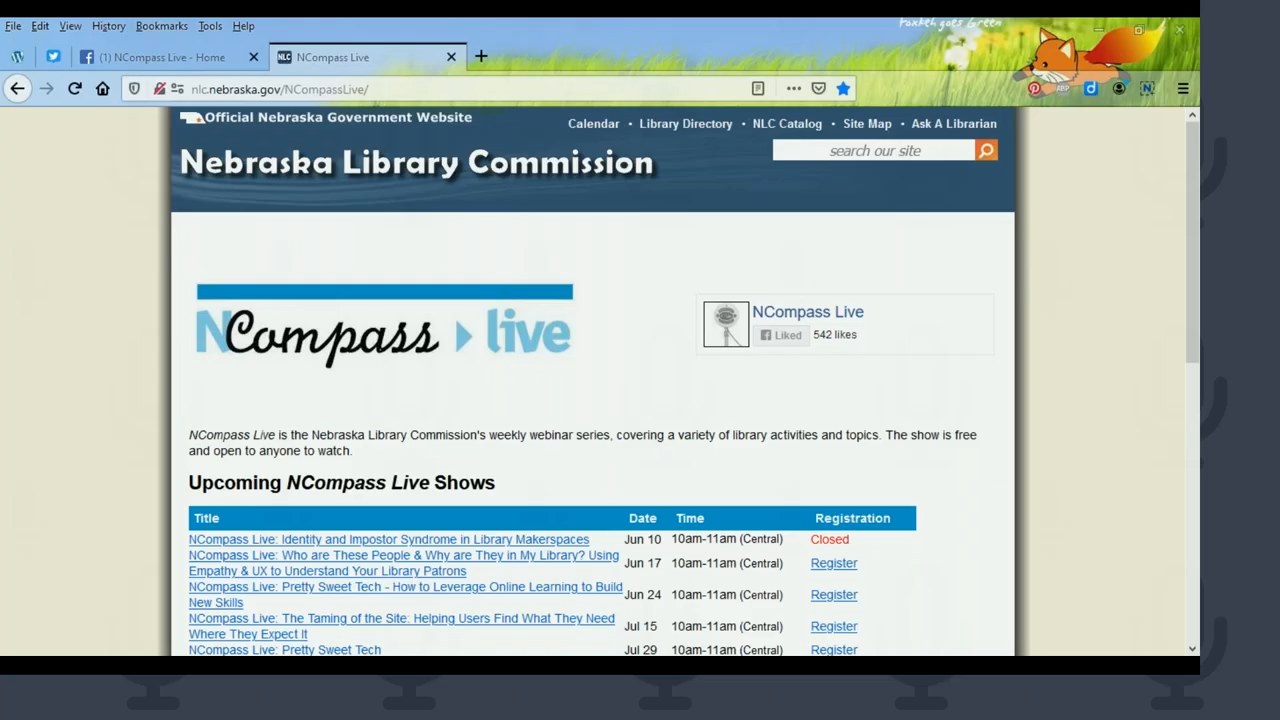 Foxkeh goes Green
File Edit View History Bookmarks Tools Help
(1) NCompass Live - Home
NLC NCompass Live
nlc.nebraska.gov/NCompassLive/
ABP
Official Nebraska Government Website
Calendar • Library Directory • NLC Catalog • Site Map • Ask A Librarian
search our site
Nebraska Library Commission
NCompass live
NCompass Live
Liked 542 likes
NCompass Live is the Nebraska Library Commission's weekly webinar series, covering a variety of library activities and topics. The show is free
and open to anyone to watch.
Upcoming NCompass Live Shows
Title Date Time Registration
NCompass Live: Identity and Impostor Syndrome in Library Makerspaces Jun 10 10am-11am (Central) Closed
NCompass Live: Who are These People & Why are They in My Library? Using
Empathy & UX to Understand Your Library Patrons Jun 17 10am-11am (Central) Register
NCompass Live: Pretty Sweet Tech - How to Leverage Online Learning to Build
New Skills Jun 24 10am-11am (Central) Register
NCompass Live: The Taming of the Site: Helping Users Find What They Need
Where They Expect It Jul 15 10am-11am (Central) Register
NCompass Live: Pretty Sweet Tech Jul 29 10am-11am (Central) Register